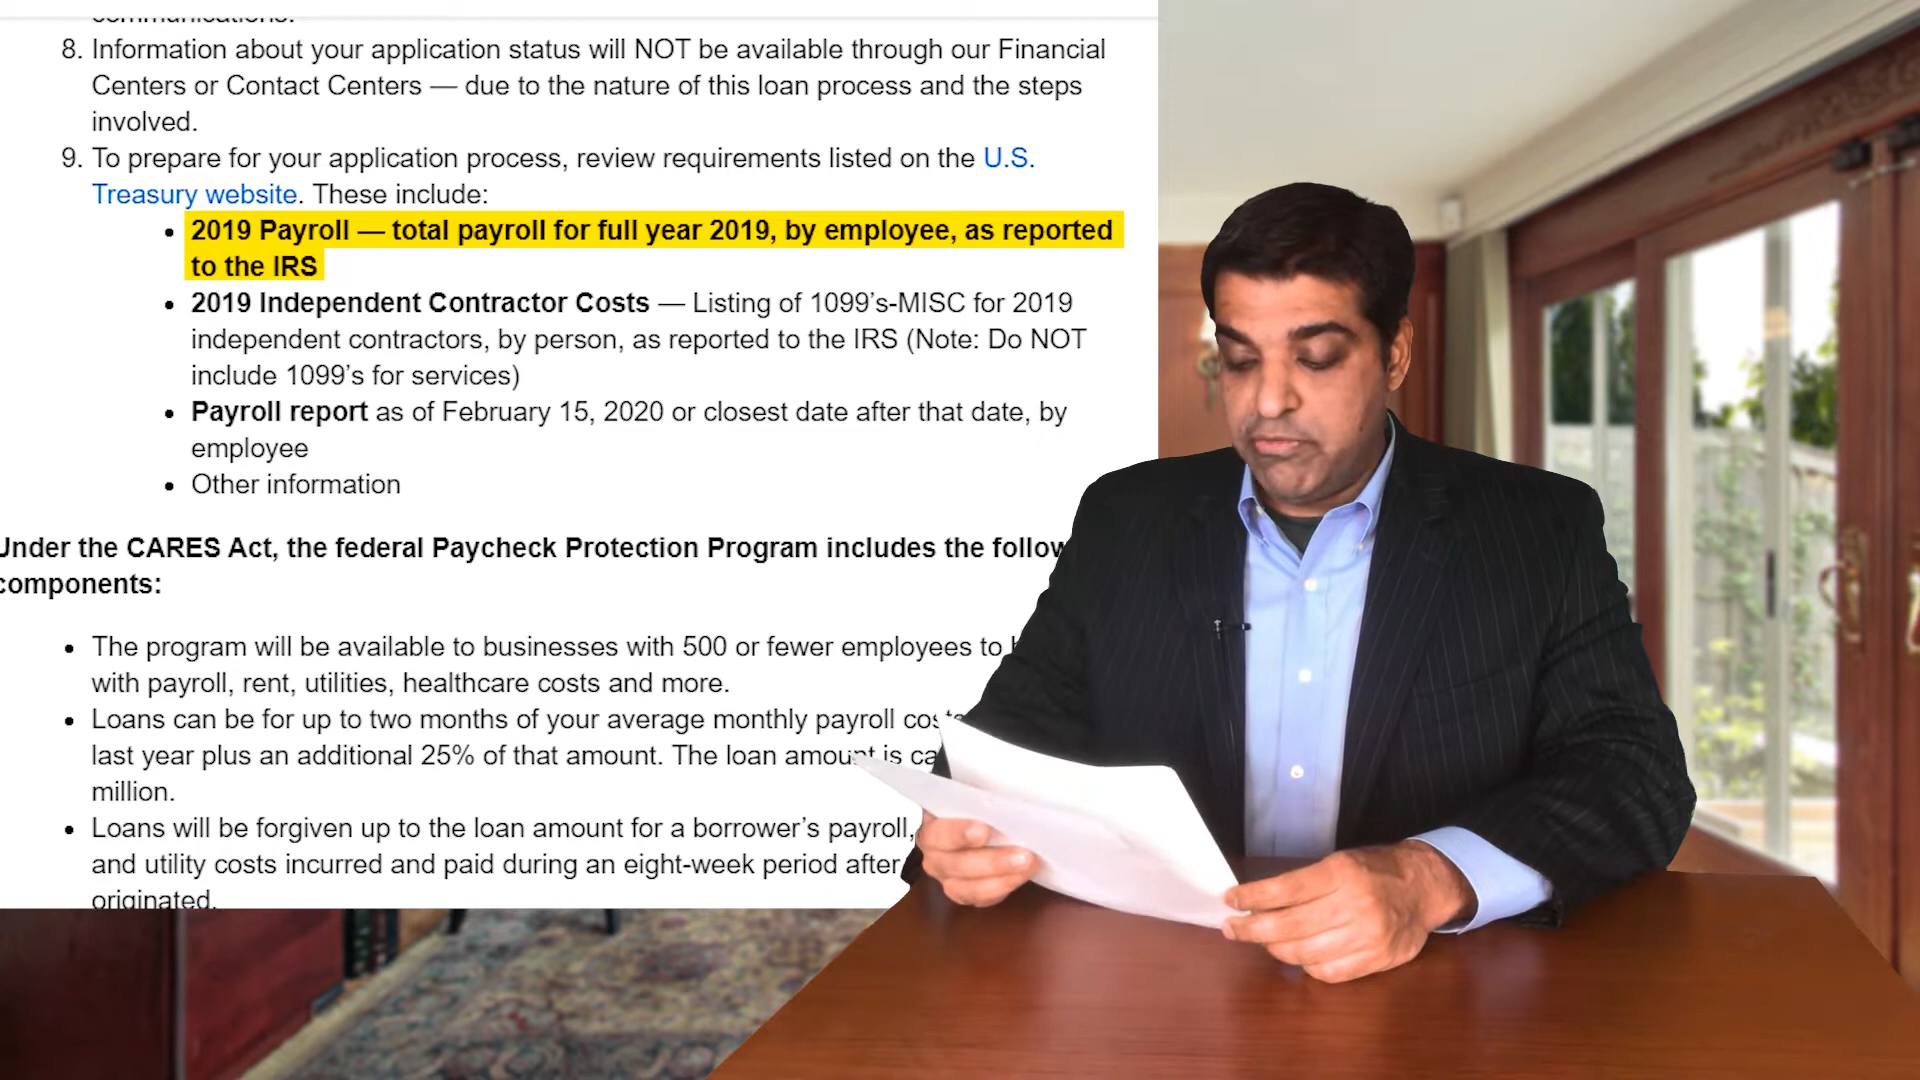 communications.
8. Information about your application status will NOT be available through our Financial
Centers or Contact Centers — due to the nature of this loan process and the steps
involved.
9. To prepare for your application process, review requirements listed on the U.S.
Treasury website. These include:
• 2019 Payroll — total payroll for full year 2019, by employee, as reported
to the IRS
• 2019 Independent Contractor Costs — Listing of 1099’s-MISC for 2019
independent contractors, by person, as reported to the IRS (Note: Do NOT
include 1099’s for services)
• Payroll report as of February 15, 2020 or closest date after that date, by
employee
• Other information
Under the CARES Act, the federal Paycheck Protection Program includes the
components:
• The program will be available to businesses with 500 or fewer employees to
with payroll, rent, utilities, healthcare costs and more.
• Loans can be for up to two months of your average monthly payroll costs
last year plus an additional 25% of that amount. The loan amount is
million.
• Loans will be forgiven up to the loan amount for a borrower’s payroll,
and utility costs incurred and paid during an eight-week period after
originated.